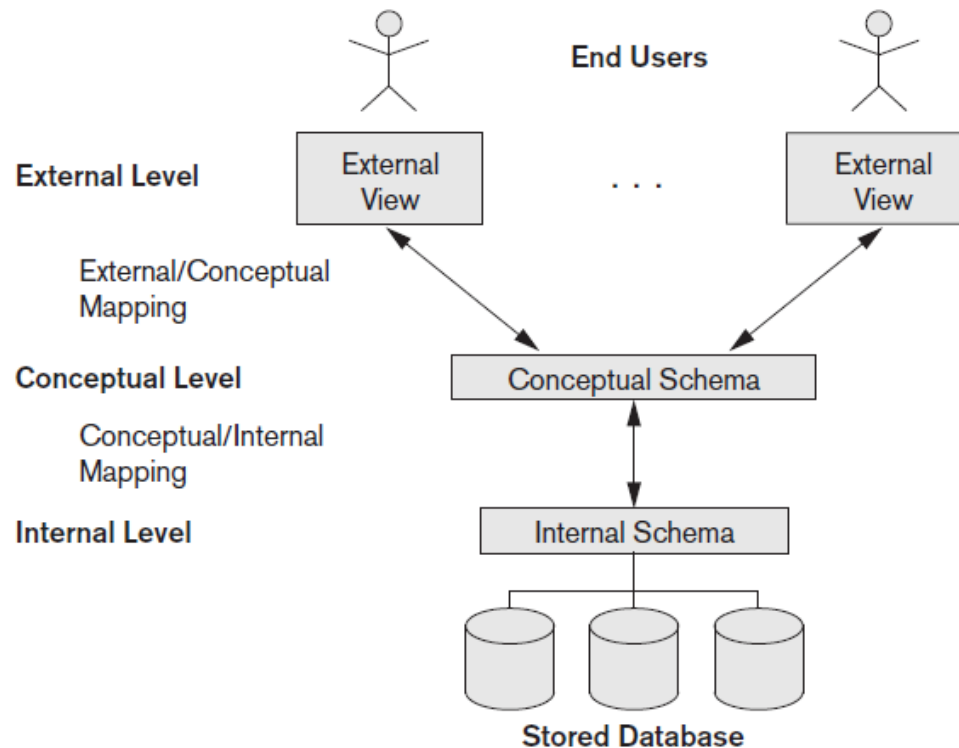 End Users
External Level
External
View
. . .
External
View
External/Conceptual
Mapping
Conceptual Level
Conceptual Schema
Conceptual/Internal
Mapping
Internal Level
Internal Schema
Stored Database